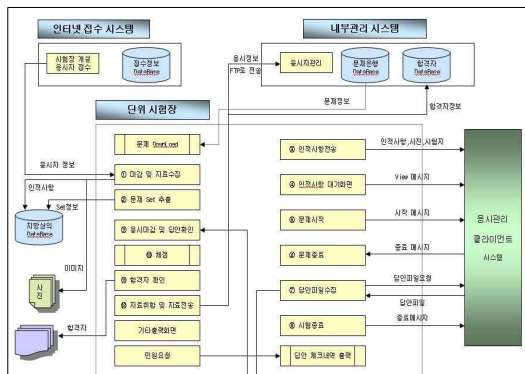 인터넷 접수 시스템
내부관리 시스템
시험장 개설
응시자 접수
접수정보
DataBase
응시정보
FTP로 전송
응시자관리
문제은행
DataBase
합격자
DataBase
문제정보
합격자정보
단위 시험장
문제 DownLoad
응시자 정보
① 마감 및 자료수집
인적사항
② 문제 Set 추출
Set정보
DataBase
⑨ 응시마감 및 답안확인
⑩ 채점
이미지
사진
합격자 판인
자료취합 및 자료전송
합격자
기타출력화면
민원요청
③ 인적사항전송
인적사항,사진,시험지
④ 인적사항 대기화면
View 메시지
⑤ 문제시작
시작 메시지
⑥ 문제종료
종료 메시지
⑦ 답안파일수집
답안파일요청
답안파일
⑧ 시험종료
종료메시지
답안 체크내역 출력
응시관리
클라이언트
시스템